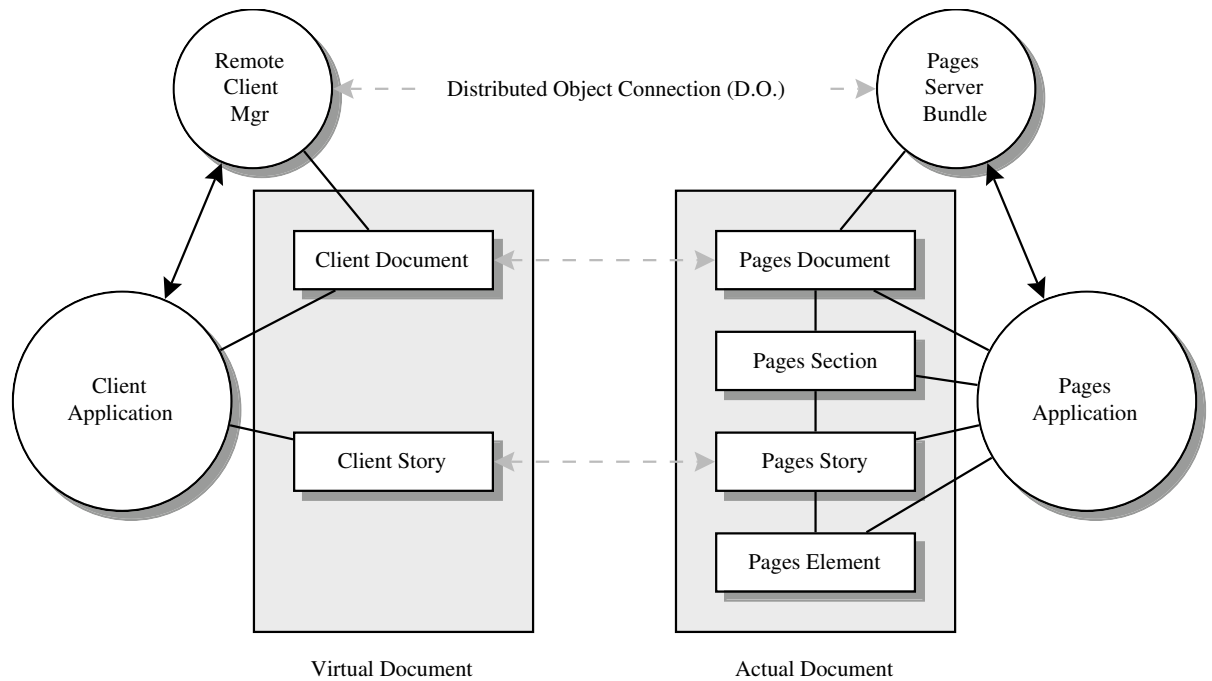 Remote
Client
Mgr
Distributed Object Connection (D.O.)
Pages
Server
Bundle
Client Document
Pages Document
Pages Section
Client
Application
Pages
Application
Client Story
Pages Story
Pages Element
Virtual Document
Actual Document